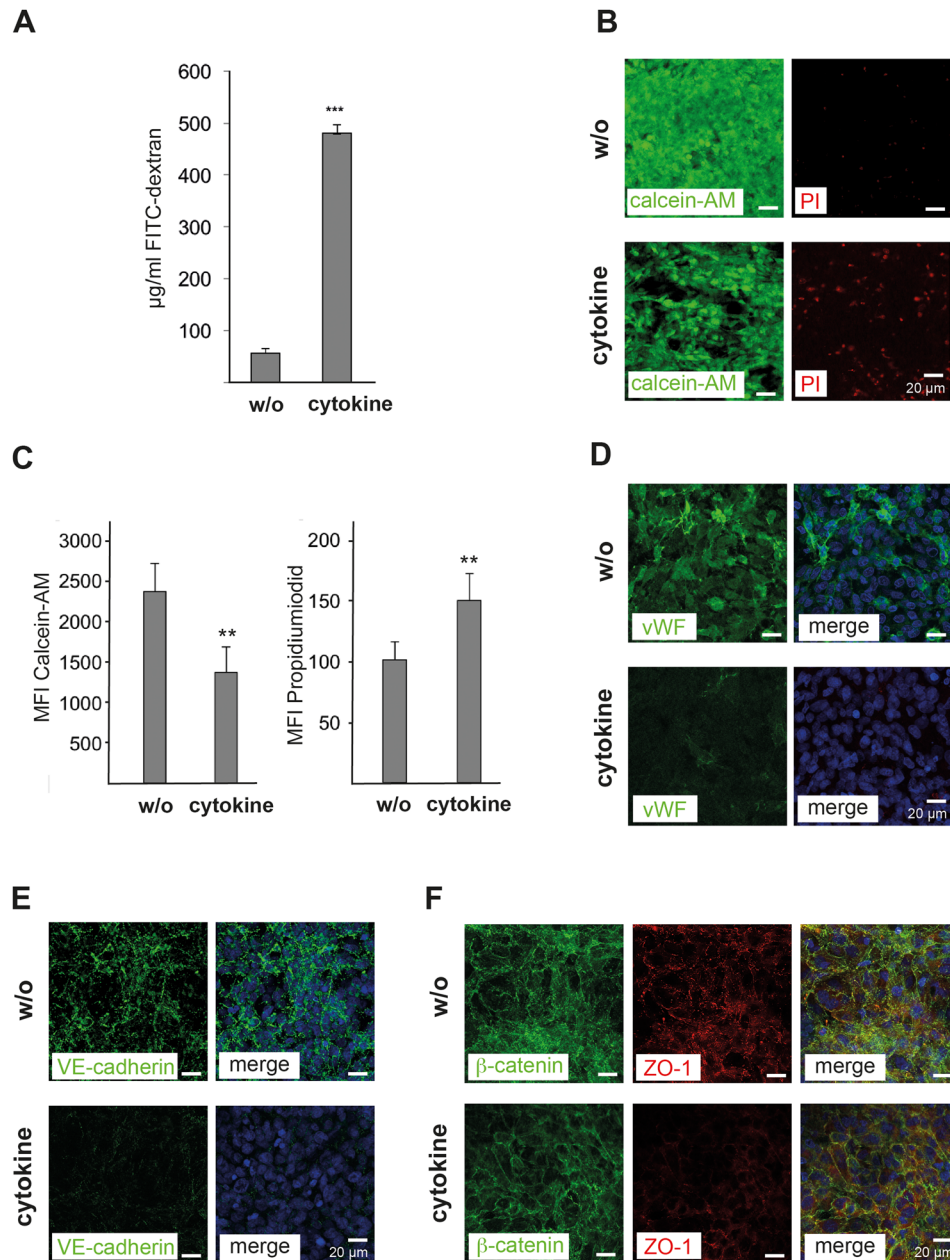 A
600
500
400
300
200
100
µg/ml FITC-dextran
***
w/o
cytokine
B
w/o
calcein-AM
PI
cytokine
calcein-AM
PI
20 µm
C
3000
2500
2000
1500
1000
500
MFI Calcein-AM
**
w/o
cytokine
200
150
100
50
MFI Propidiumiodid
**
w/o
cytokine
D
w/o
vWF
merge
cytokine
vWF
merge
20 µm
E
w/o
VE-cadherin
merge
cytokine
VE-cadherin
merge
20 µm
F
w/o
β-catenin
ZO-1
merge
cytokine
β-catenin
ZO-1
merge
20 µm